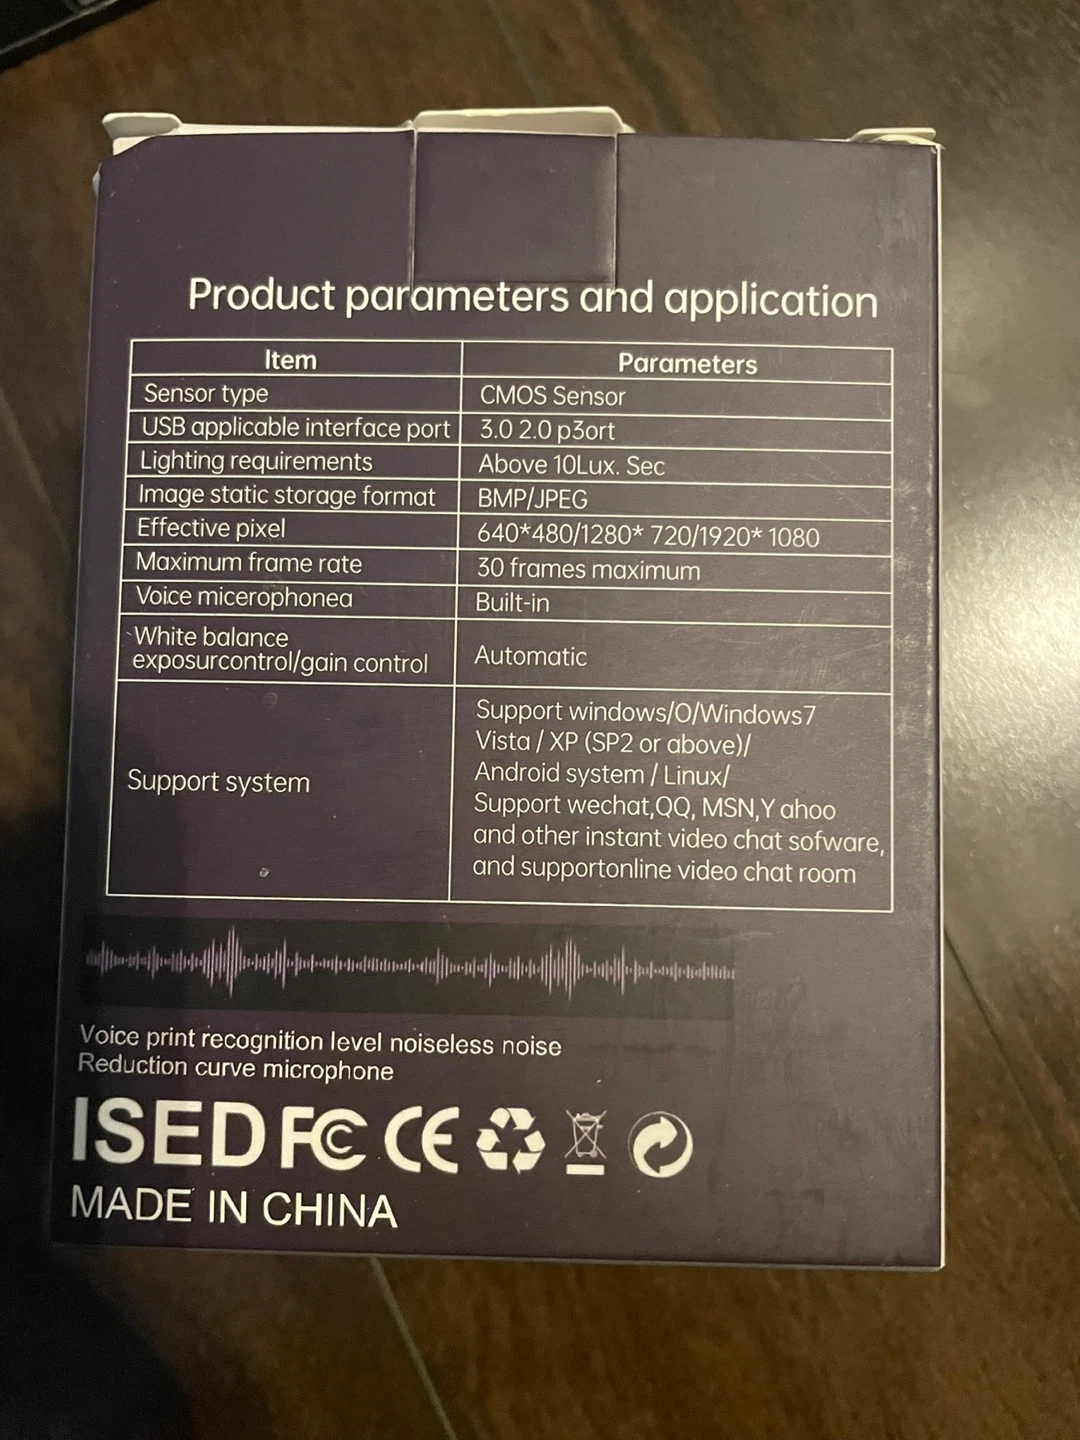 Product parameters and application
Item Parameters
Sensor type CMOS Sensor
USB applicable interface port 3.0 2.0 p3ort
Lighting requirements Above 10Lux. Sec
Image static storage format BMP/JPEG
Effective pixel 640*480/1280* 720/1920* 1080
Maximum frame rate 30 frames maximum
Voice micerophonea Built-in
White balance
exposurcontrol/gain control Automatic
Support system
Support windows/O/Windows7
Vista / XP (SP2 or above)/
Android system / Linux/
Support wechat,QQ, MSN,Y ahoo
and other instant video chat sofware,
and supportonline video chat room
Voice print recognition level noiseless noise
Reduction curve microphone
ISED FC CE
MADE IN CHINA